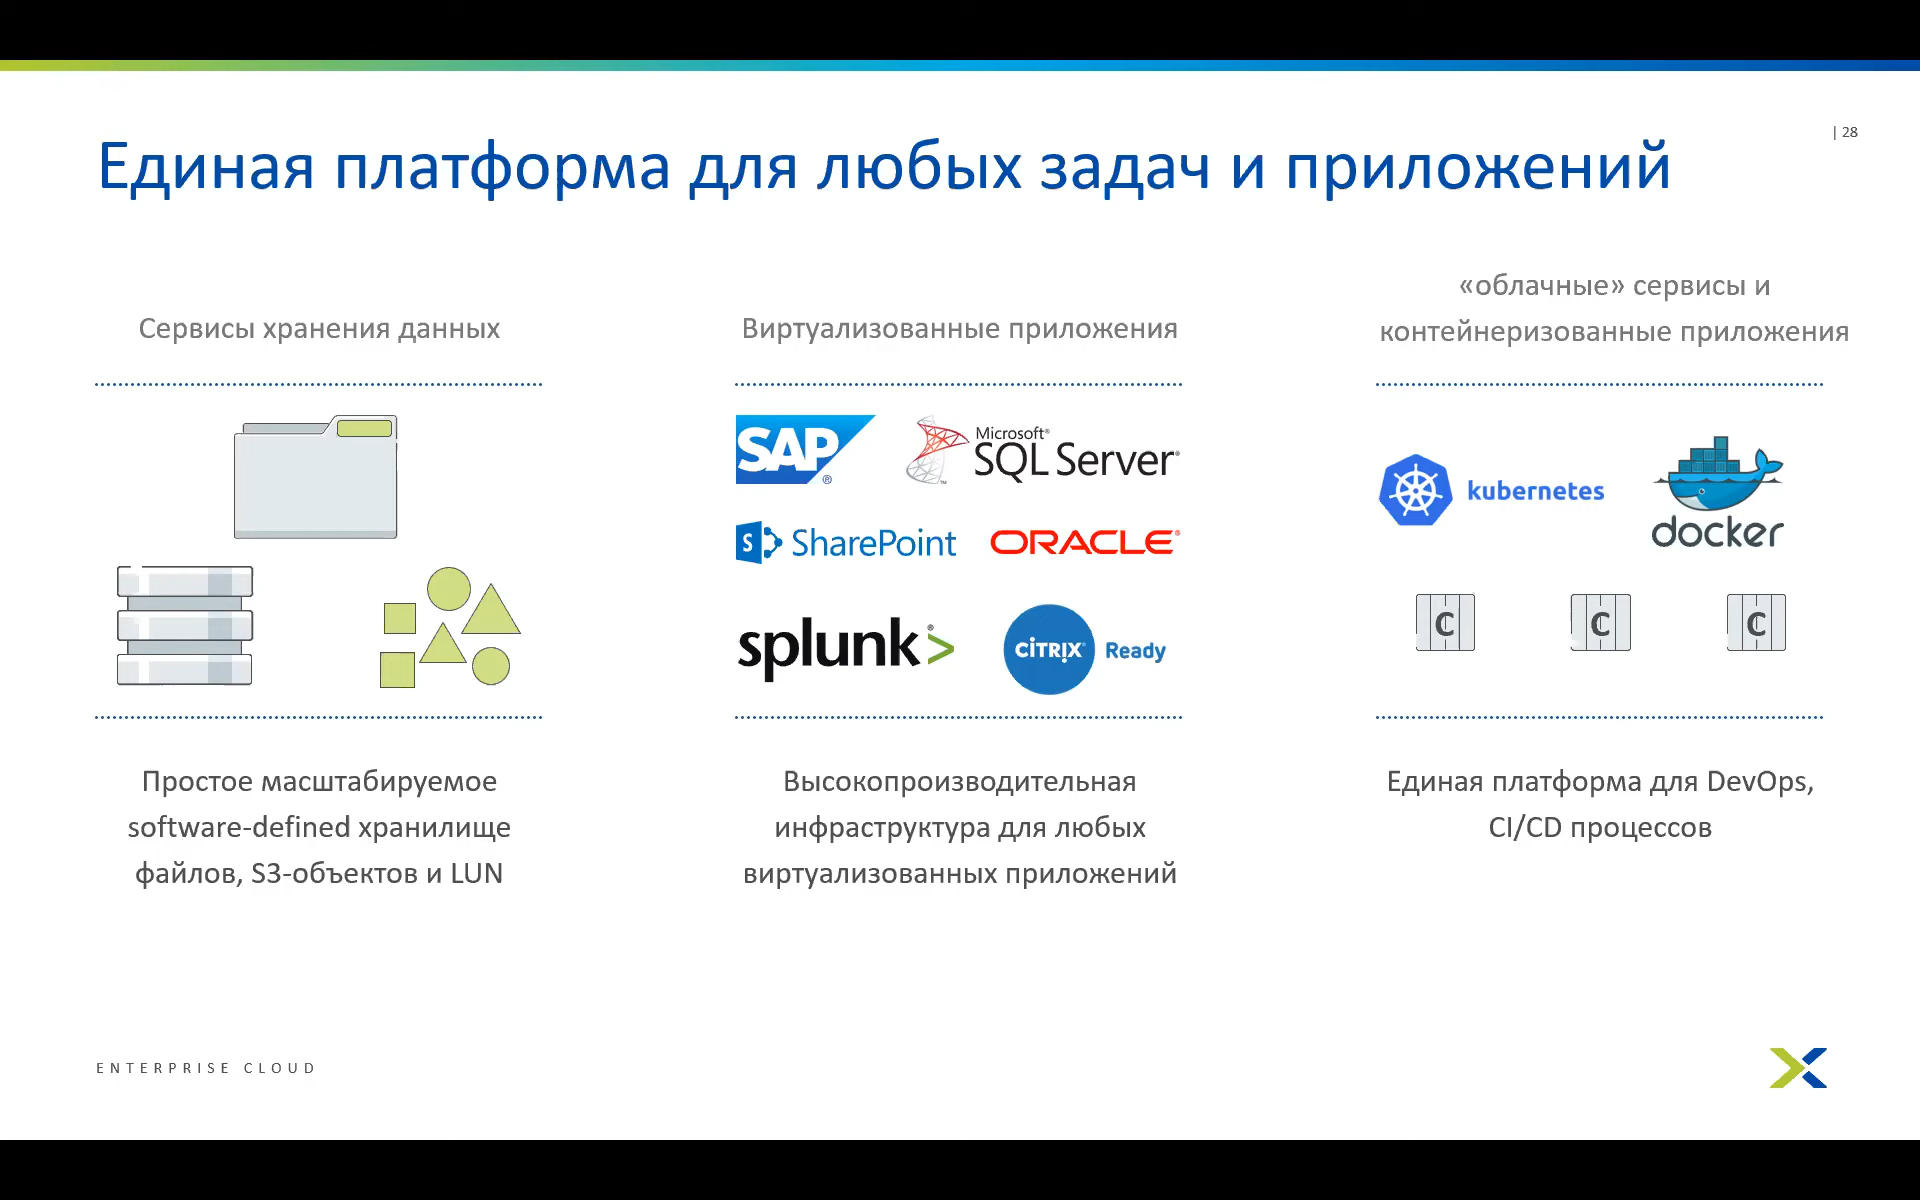 | 28
Единая платформа для любых задач и приложений
Сервисы хранения данных
Простое масштабируемое
software-defined хранилище
файлов, S3-объектов и LUN
Виртуализованные приложения
SAP®
Microsoft®
SQL Server®
SharePoint
ORACLE®
splunk®>
CITRIX® Ready
Высокопроизводительная
инфраструктура для любых
виртуализованных приложений
«облачные» сервисы и
контейнеризованные приложения
kubernetes
docker
C C C
Единая платформа для DevOps,
CI/CD процессов
ENTERPRISE CLOUD